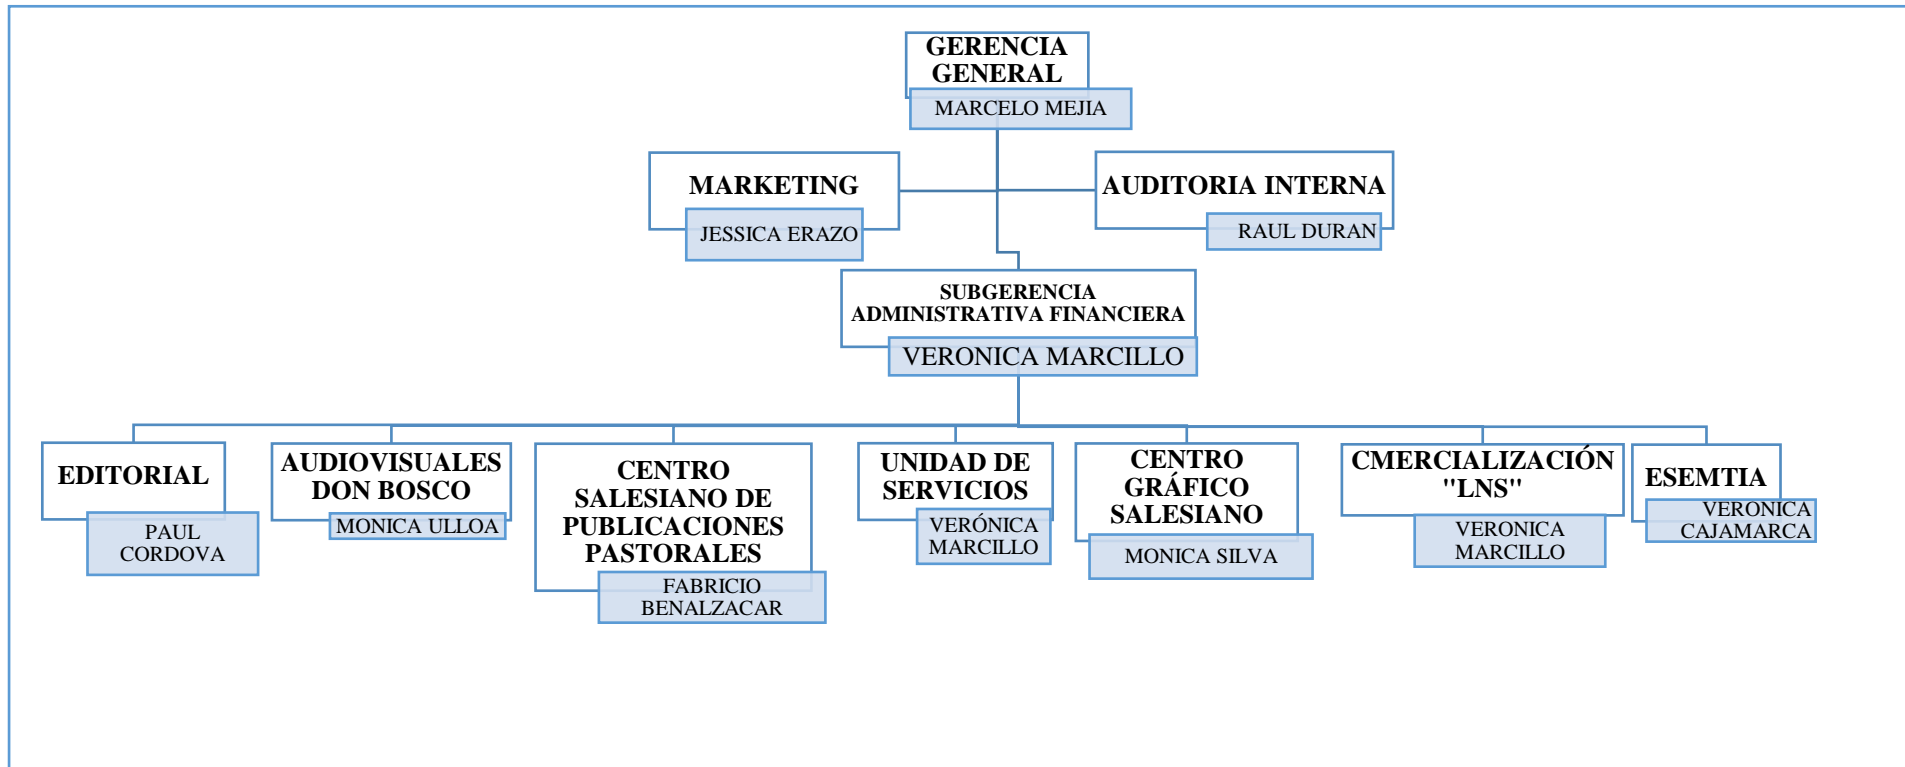 GERENCIA
GENERAL
MARCELO MEJIA
MARKETING
JESSICA ERAZO
AUDITORIA INTERNA
RAUL DURAN
SUBGERENCIA
ADMINISTRATIVA FINANCIERA
VERONICA MARCILLO
EDITORIAL
PAUL
CORDOVA
AUDIOVISUALES
DON BOSCO
MONICA ULLOA
CENTRO
SALESIANO DE
PUBLICACIONES
PASTORALES
FABRICIO
BENALZACAR
UNIDAD DE
SERVICIOS
VERÓNICA
MARCILLO
CENTRO
GRÁFICO
SALESIANO
MONICA SILVA
CMERCIALIZACIÓN
"LNS"
VERONICA
MARCILLO
ESEMTIA
VERONICA
CAJAMARCA